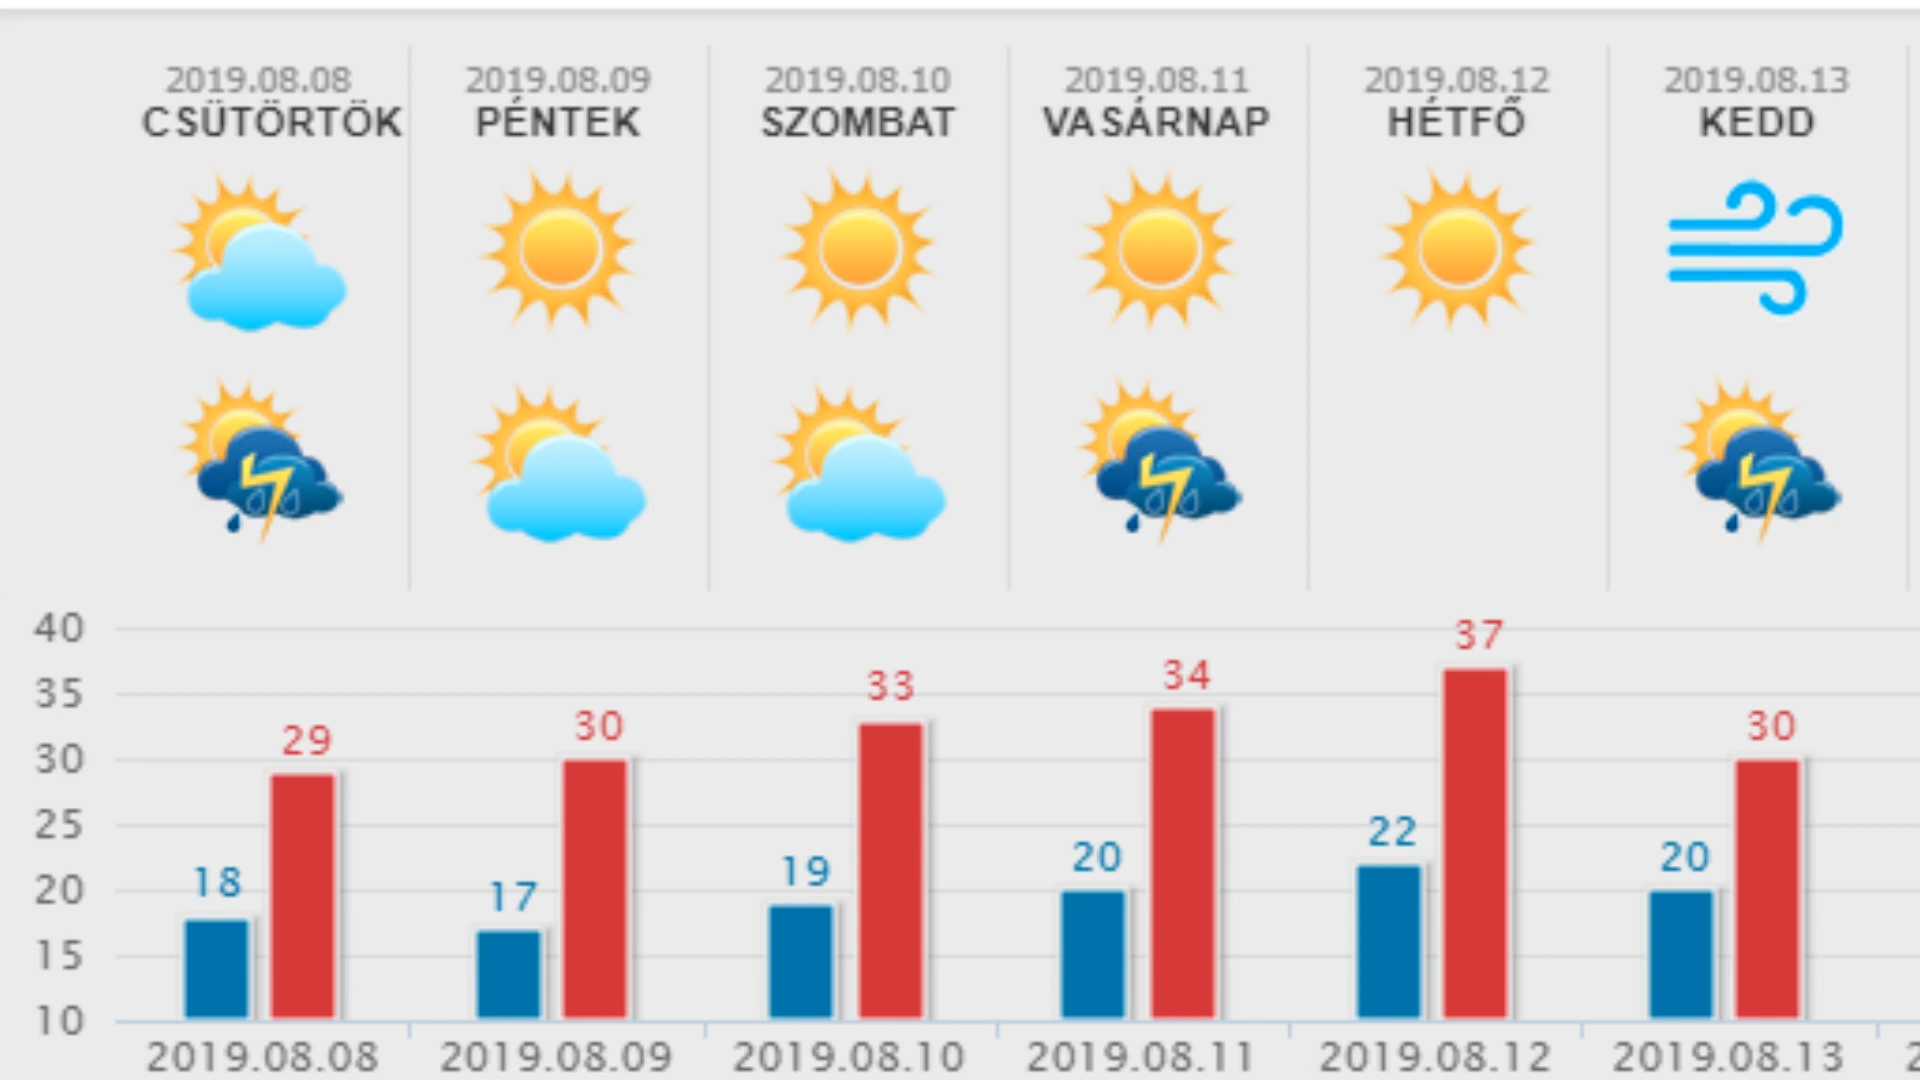 2019.08.08 2019.08.09 2019.08.10 2019.08.11 2019.08.12 2019.08.13
CSÜTÖRTÖK PÉNTEK SZOMBAT VASÁRNAP HÉTFŐ KEDD
40
35
30
25
20
15
10
18 29 17 30 19 33 20 34 22 37 20 30
2019.08.08 2019.08.09 2019.08.10 2019.08.11 2019.08.12 2019.08.13